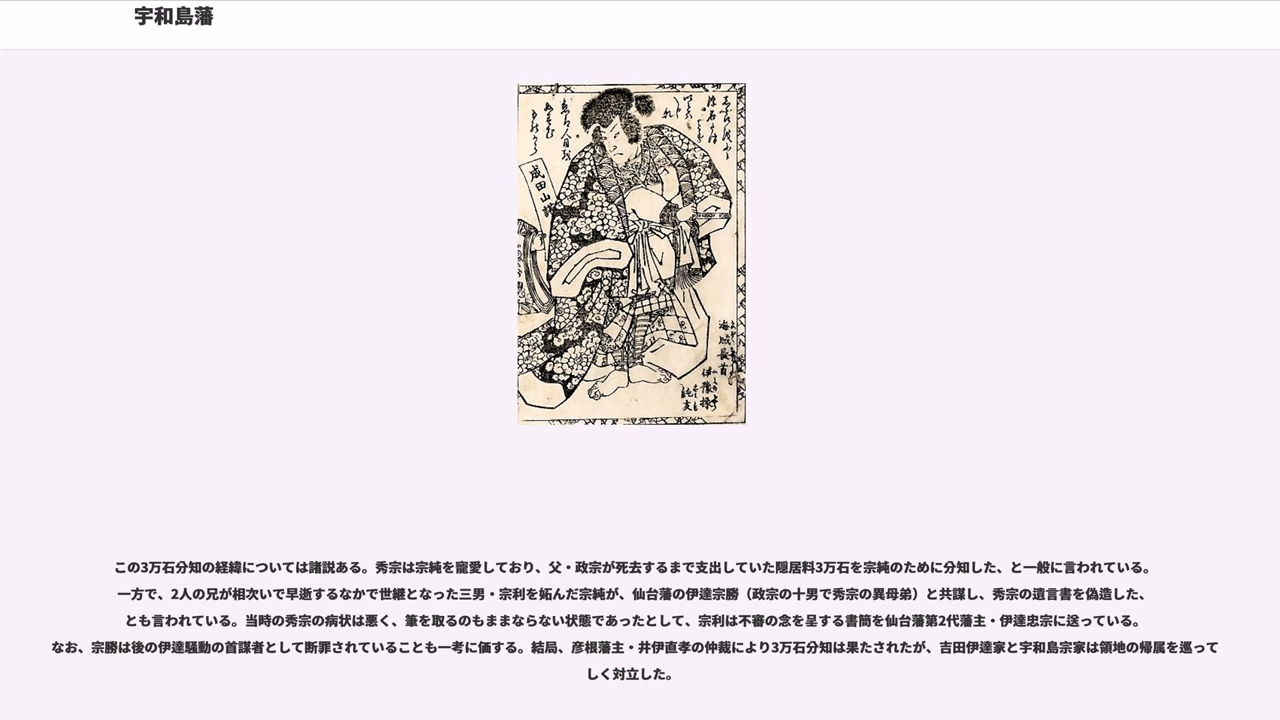 宇和島藩
成田山
海賊長首
伊豫掾
純友
この3万石分知の経緯については諸説ある。秀宗は宗純を寵愛しており、父・政宗が死去するまで支出していた隠居料3万石を宗純のために分知した、と一般に言われている。
一方で、2人の兄が相次いで早逝するなかで世継となった三男・宗利を妬んだ宗純が、仙台藩の伊達宗勝（政宗の十男で秀宗の異母弟）と共謀し、秀宗の遺言書を偽造した、
とも言われている。当時の秀宗の病状は悪く、筆を取るのもままならない状態であったとして、宗利は不審の念を呈する書簡を仙台藩第2代藩主・伊達忠宗に送っている。
なお、宗勝は後の伊達騒動の首謀者として断罪されていることも一考に価する。結局、彦根藩主・井伊直孝の仲裁により3万石分知は果たされたが、吉田伊達家と宇和島宗家は領地の帰属を巡って
しく対立した。